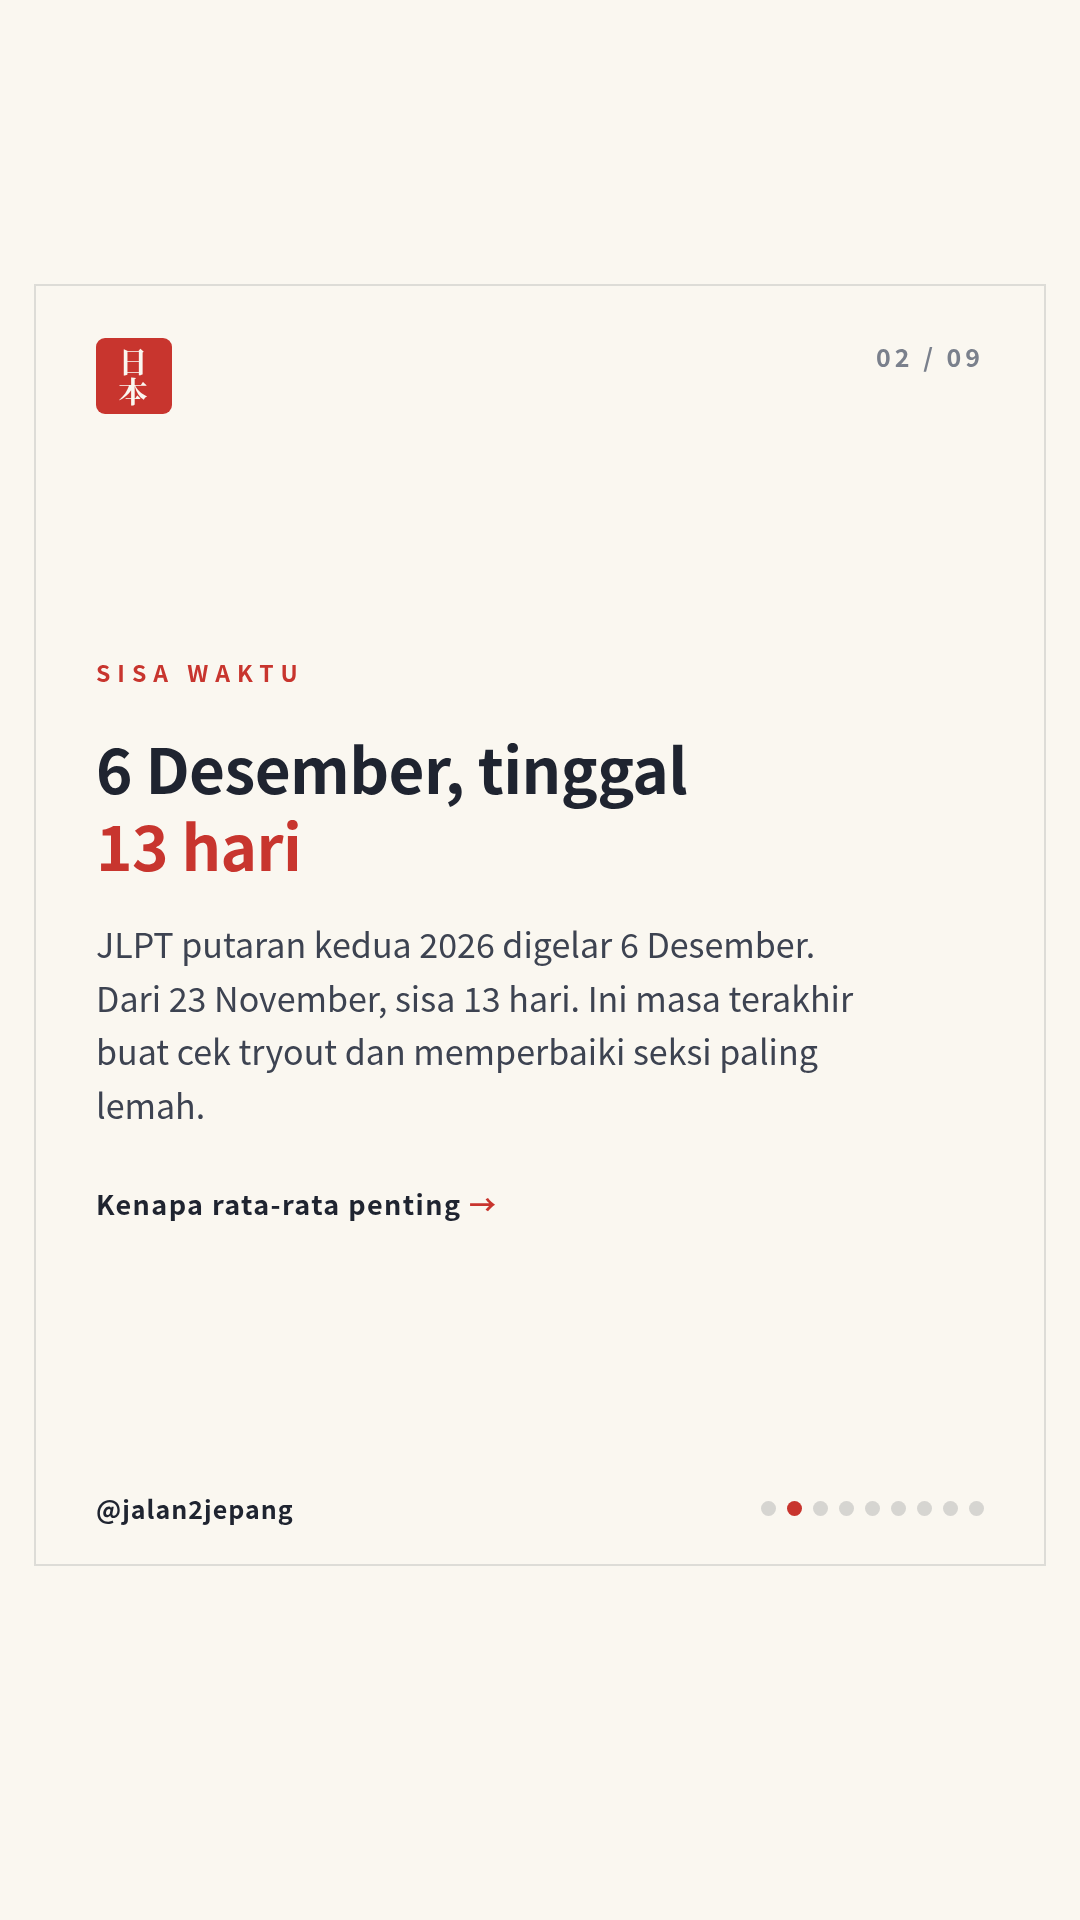 日
本
02 / 09
SISA WAKTU
6 Desember, tinggal
13 hari
JLPT putaran kedua 2026 digelar 6 Desember.
Dari 23 November, sisa 13 hari. Ini masa terakhir
buat cek tryout dan memperbaiki seksi paling
lemah.
Kenapa rata-rata penting →
@jalan2jepang